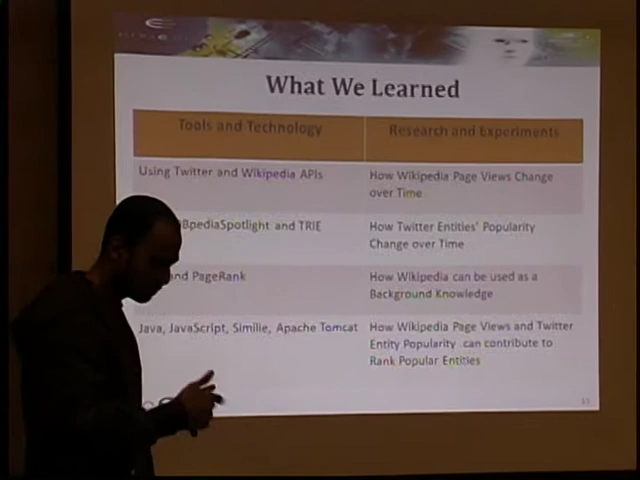 What We Learned
Tools and Technology
Research and Experiments
Using Twitter and Wikipedia APIs
How Wikipedia Page Views Change
over Time
BpediaSpotlight and TRIE
How Twitter Entities' Popularity
Change over Time
and PageRank
How Wikipedia can be used as a
Background Knowledge
Java, JavaScript, Similie, Apache Tomcat
How Wikipedia Page Views and Twitter
Entity Popularity can contribute to
Rank Popular Entities